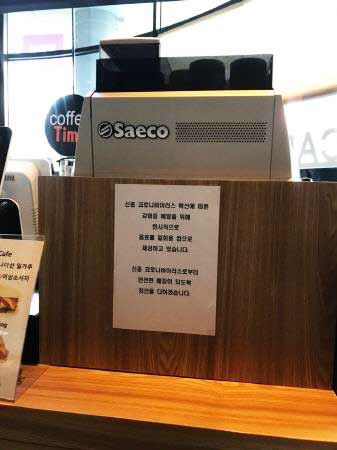 coffee
Time
Saeco
신종 코로나바이러스 확산에 따른
감염증 예방을 위해
한시적으로
음료를 일회용 컵으로
제공하고 있습니다.
신종 코로나바이러스로부터
안전한 매장이 되도록
최선을 다하겠습니다.
Cafe